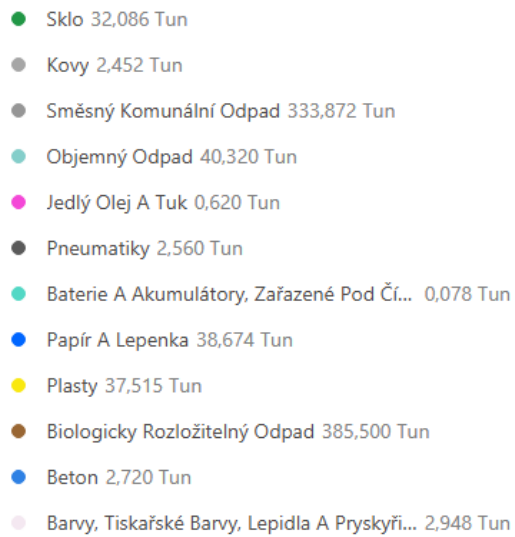 Sklo 32,086 Tun
Kovy 2,452 Tun
Směsný Komunální Odpad 333,872 Tun
Objemný Odpad 40,320 Tun
Jedlý Olej A Tuk 0,620 Tun
Pneumatiky 2,560 Tun
Baterie A Akumulátory, Zařazené Pod Čí... 0,078 Tun
Papír A Lepenka 38,674 Tun
Plasty 37,515 Tun
Biologicky Rozložitelný Odpad 385,500 Tun
Beton 2,720 Tun
Barvy, Tiskařské Barvy, Lepidla A Pryskyři... 2,948 Tun